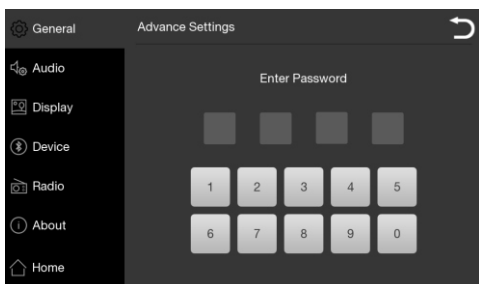 General
Advance Settings
Audio
Enter Password
Display
Device
Radio
1 2 3 4 5
About
6 7 8 9 0
Home